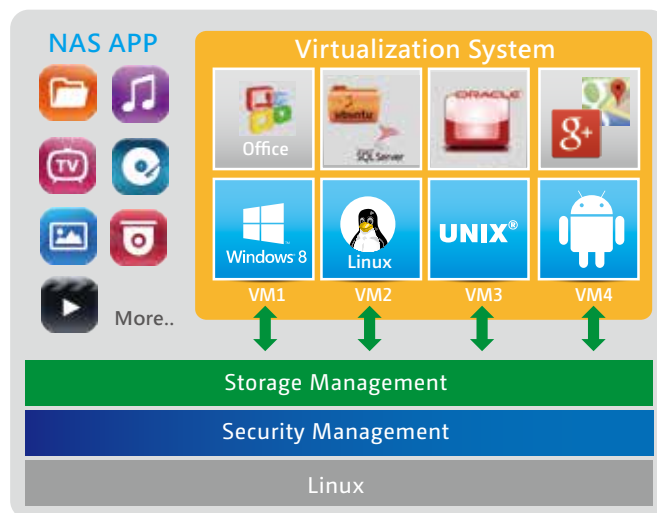 NAS APP
Virtualization System
TV
Office
ubuntu
SQL Server
ORACLE
g+
Windows 8
Linux
UNIX®
More..
VM1
VM2
VM3
VM4
Storage Management
Security Management
Linux